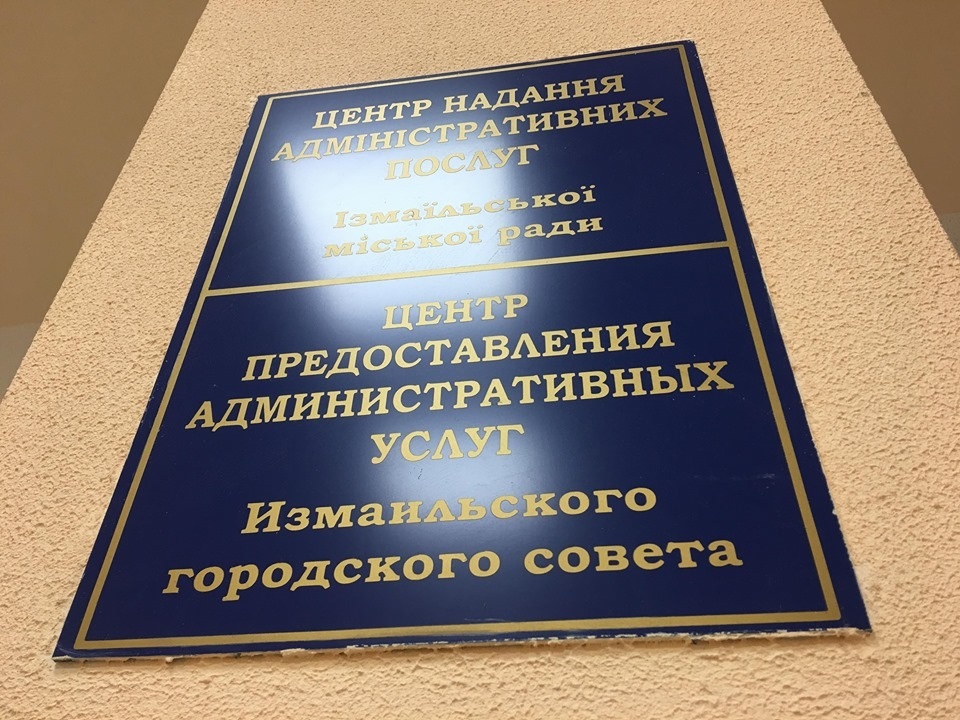 ЦЕНТР НАДАННЯ
АДМІНІСТРАТИВНИХ
ПОСЛУГ
Ізмаїльської
міської ради
ЦЕНТР
ПРЕДОСТАВЛЕНИЯ
АДМИНИСТРАТИВНЫХ
УСЛУГ
Измаильского
городского совета